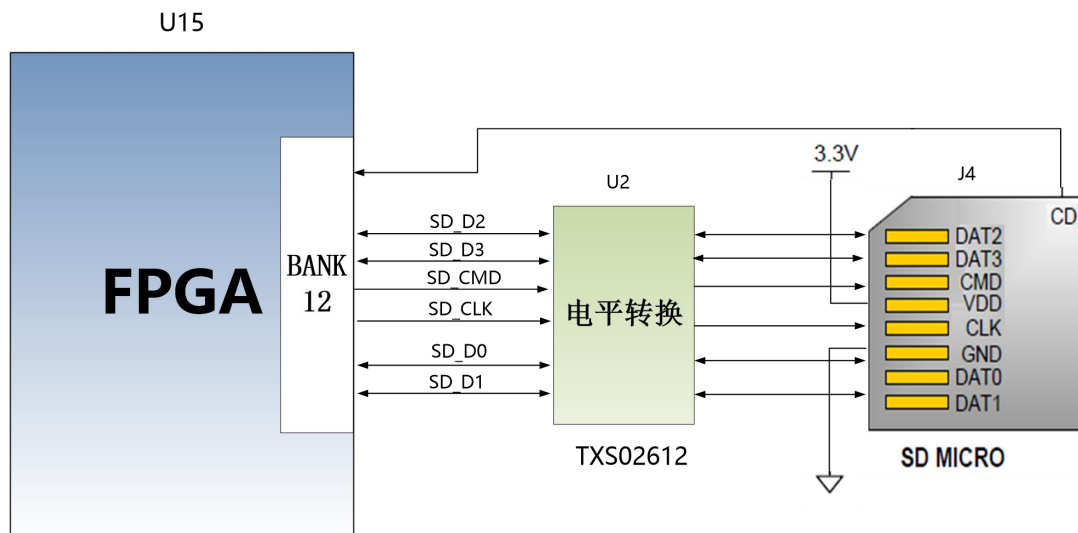 U15
FPGA
BANK
12
SD_D2
SD_D3
SD_CMD
SD_CLK
SD_D0
SD_D1
U2
电平转换
TXS02612
3.3V
J4
CD
DAT2
DAT3
CMD
VDD
CLK
GND
DAT0
DAT1
SD MICRO